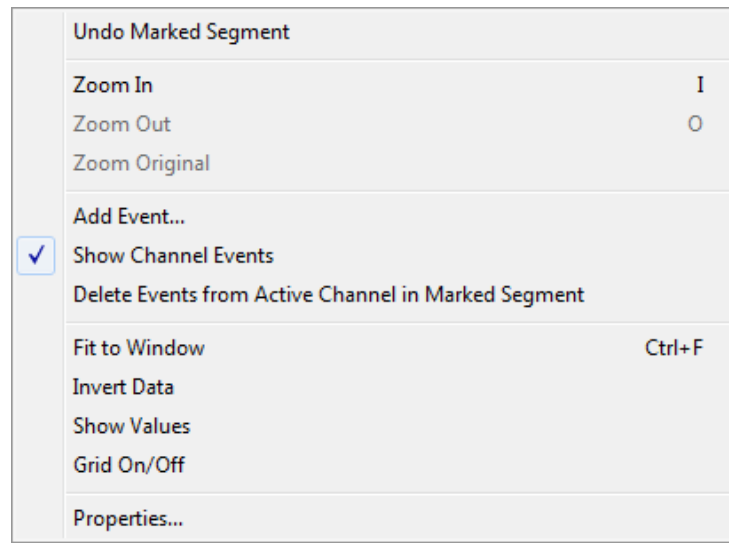 Undo Marked Segment
Zoom In I
Zoom Out O
Zoom Original
Add Event...
Show Channel Events
Delete Events from Active Channel in Marked Segment
Fit to Window Ctrl+F
Invert Data
Show Values
Grid On/Off
Properties...